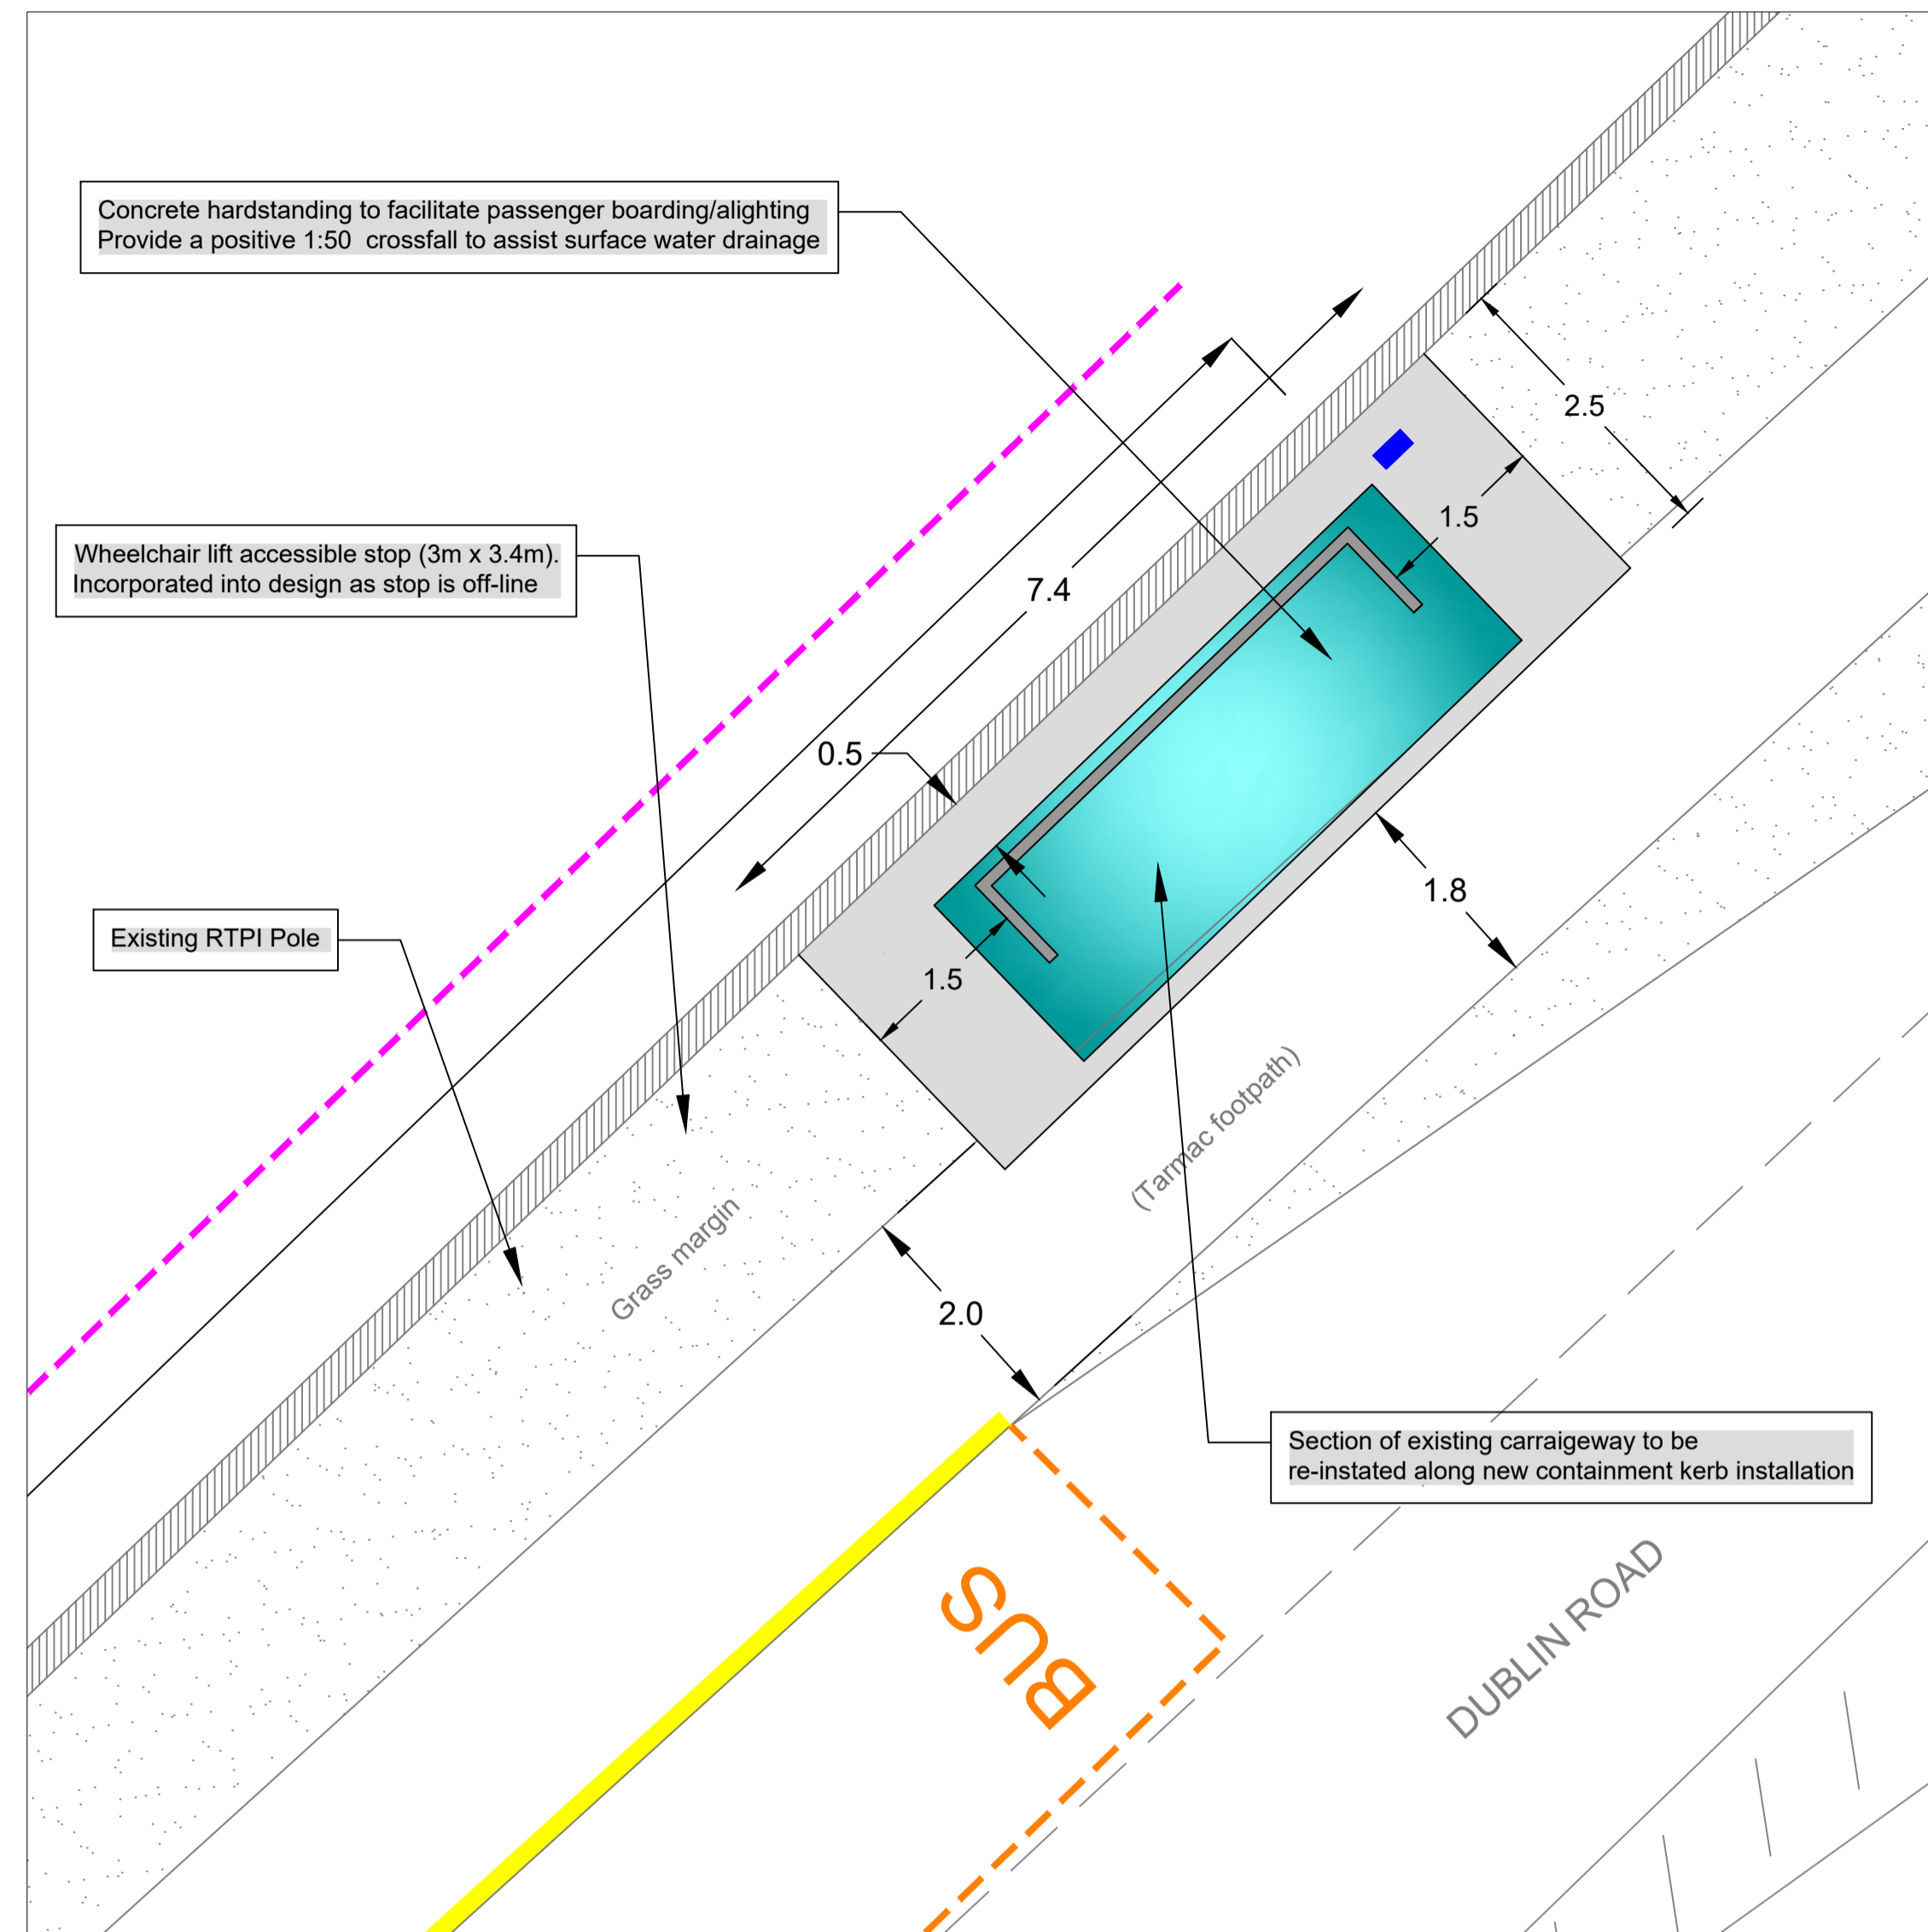 Concrete hardstanding to facilitate passenger boarding/alighting
Provide a positive 1:50 crossfall to assist surface water drainage
2.5
1.5
Wheelchair lift accessible stop (3m x 3.4m).
Incorporated into design as stop is off-line
7.4
0.5
1.8
Existing RTPI Pole
1.5
(Tarmac footpath)
Grass margin
2.0
Section of existing carraigeway to be
re-instated along new containment kerb installation
BUS
DUBLIN ROAD